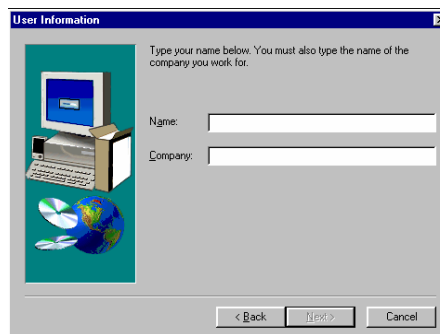 User Information
Type your name below. You must also type the name of the
company you work for.
Name:
Company:
< Back
Next >
Cancel